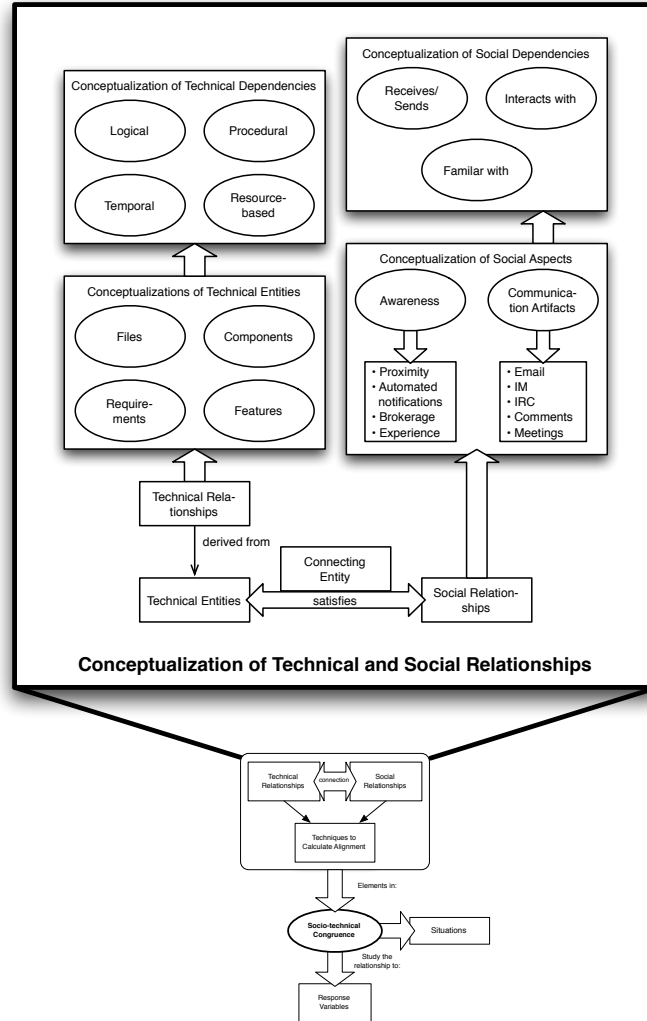 Conceptualization of Technical Dependencies
Logical
Procedural
Temporal
Resource-
based
Conceptualizations of Technical Entities
Files
Components
Require-
ments
Features
Technical Rela-
tionships
derived from
Technical Entities
Conceptualization of Social Dependencies
Receives/
Sends
Interacts with
Familar with
Conceptualization of Social Aspects
Awareness
Communica-
tion Artifacts
• Proximity
• Automated
notifications
• Brokerage
• Experience
• Email
• IM
• IRC
• Comments
• Meetings
Connecting
Entity
satisfies
Social Relation-
ships
Conceptualization of Technical and Social Relationships
Technical
Relationships
connection
Social
Relationships
Techniques to
Calculate Alignment
Elements in:
Socio-technical
Congruence
Situations
Study the
relationship to:
Response
Variables